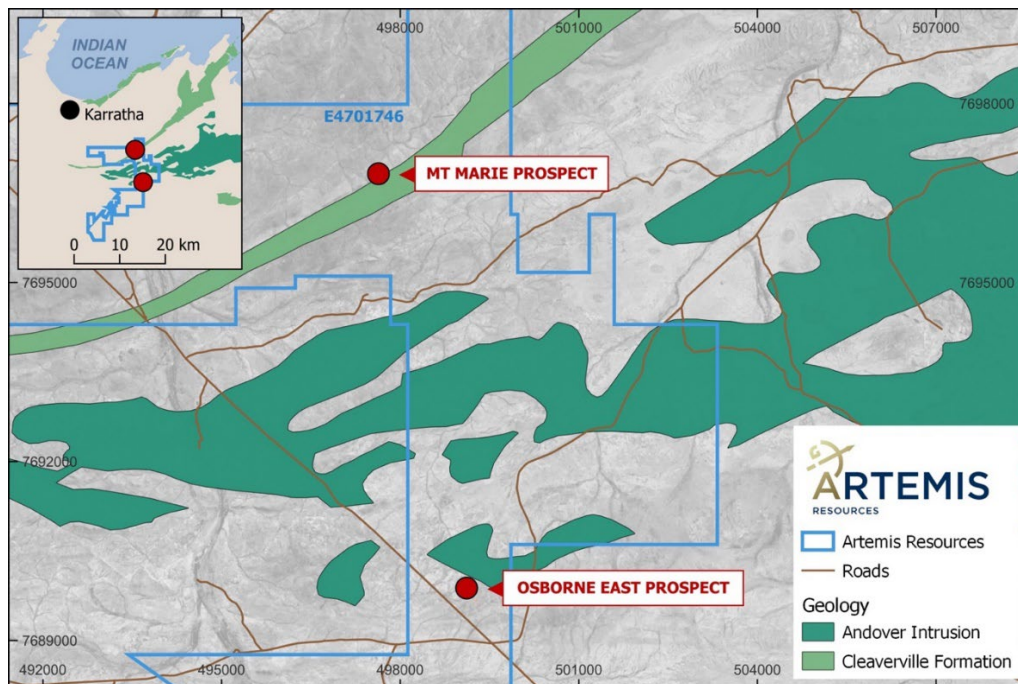 498000
501000
504000
507000
INDIAN
OCEAN
Karratha
0 10 20 km
E4701746
7698000
MT MARIE PROSPECT
7695000
7695000
7692000
OSBORNE EAST PROSPECT
7689000
492000
495000
498000
501000
504000
ARTEMIS
RESOURCES
Artemis Resources
Roads
Geology
Andover Intrusion
Cleaverville Formation